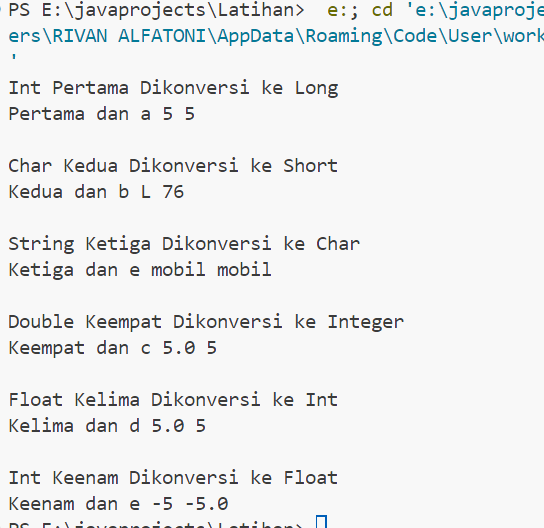 PS E:\javaprojects\Latihan> e:; cd 'e:\javaproje
ers\RIVAN ALFATONI\AppData\Roaming\Code\User\work
'
Int Pertama Dikonversi ke Long
Pertama dan a 5 5
Char Kedua Dikonversi ke Short
Kedua dan b L 76
String Ketiga Dikonversi ke Char
Ketiga dan e mobil mobil
Double Keempat Dikonversi ke Integer
Keempat dan c 5.0 5
Float Kelima Dikonversi ke Int
Kelima dan d 5.0 5
Int Keenam Dikonversi ke Float
Keenam dan e -5 -5.0
PS E:\javaprojects\Latihan>